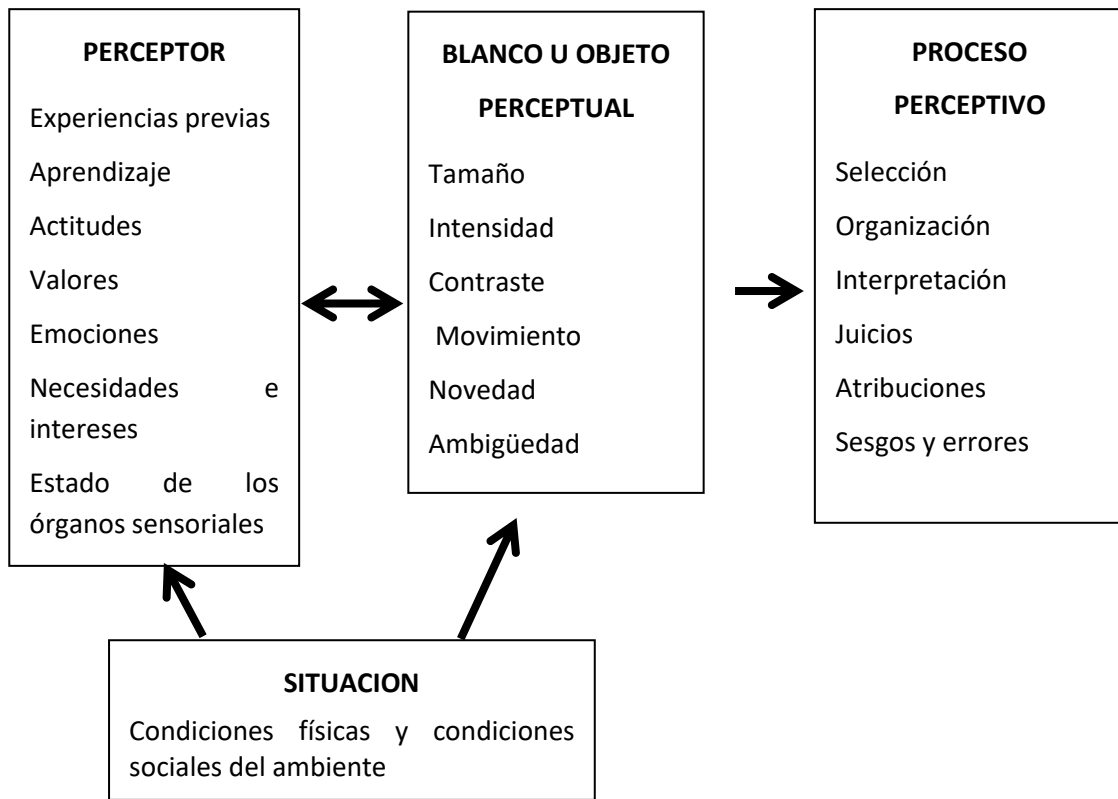 PERCEPTOR
Experiencias previas
Aprendizaje
Actitudes
Valores
Emociones
Necesidades e
intereses
Estado de los
órganos sensoriales
BLANCO U OBJETO
PERCEPTUAL
Tamaño
Intensidad
Contraste
Movimiento
Novedad
Ambigüedad
PROCESO
PERCEPTIVO
Selección
Organización
Interpretación
Juicios
Atribuciones
Sesgos y errores
SITUACION
Condiciones físicas y condiciones
sociales del ambiente